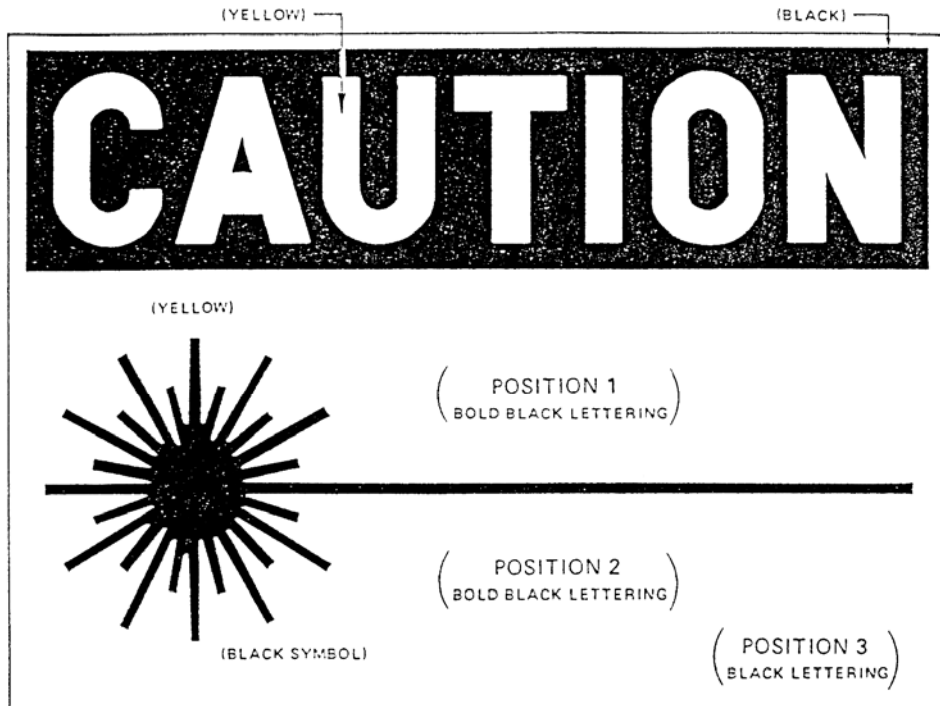 (YELLOW) (BLACK)
CAUTION
(YELLOW)
POSITION 1
BOLD BLACK LETTERING
POSITION 2
BOLD BLACK LETTERING
(BLACK SYMBOL)
POSITION 3
BLACK LETTERING